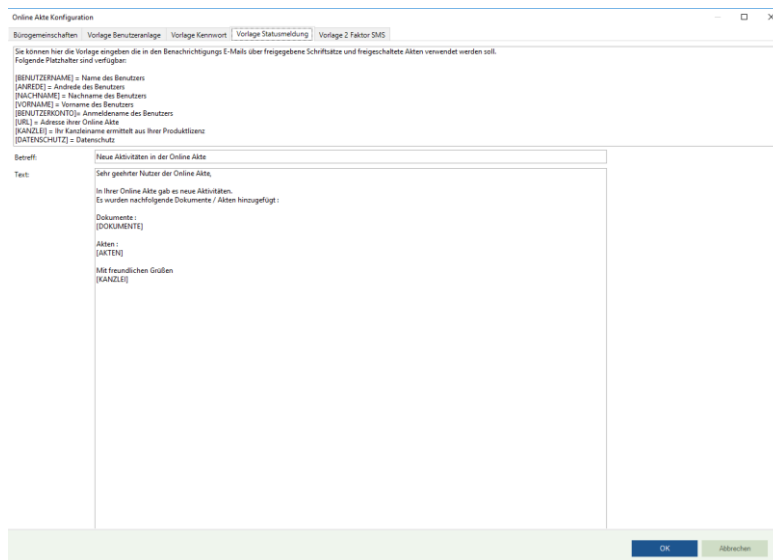 Online Akte Konfiguration
Bürogemeinschaften Vorlage Benutzeranlage Vorlage Kennwort Vorlage Statusmeldung Vorlage 2 Faktor SMS
Sie können hier die Vorlage eingeben die in den Benachrichtigungs E-Mails über freigegebene Schriftsätze und freigeschaltete Akten verwendet werden soll.
Folgende Platzhalter sind verfügbar:
[BENUTZERNAME] = Name des Benutzers
[ANREDE] = Andrede des Benutzers
[NACHNAME] = Nachname des Benutzers
[VORNAME] = Vorname des Benutzers
[BENUTZERKONTO]= Anmeldename des Benutzers
[URL] = Adresse ihrer Online Akte
[KANZLEI] = Ihr Kanzleiname ermittelt aus Ihrer Produktlizenz
[DATENSCHUTZ] = Datenschutz
Betreff: Neue Aktivitäten in der Online Akte
Text: Sehr geehrter Nutzer der Online Akte,
In Ihrer Online Akte gab es neue Aktivitäten.
Es wurden nachfolgende Dokumente / Akten hinzugefügt :
Dokumente :
[DOKUMENTE]
Akten :
[AKTEN]
Mit freundlichen Grüßen
[KANZLEI]
OK Abbrechen